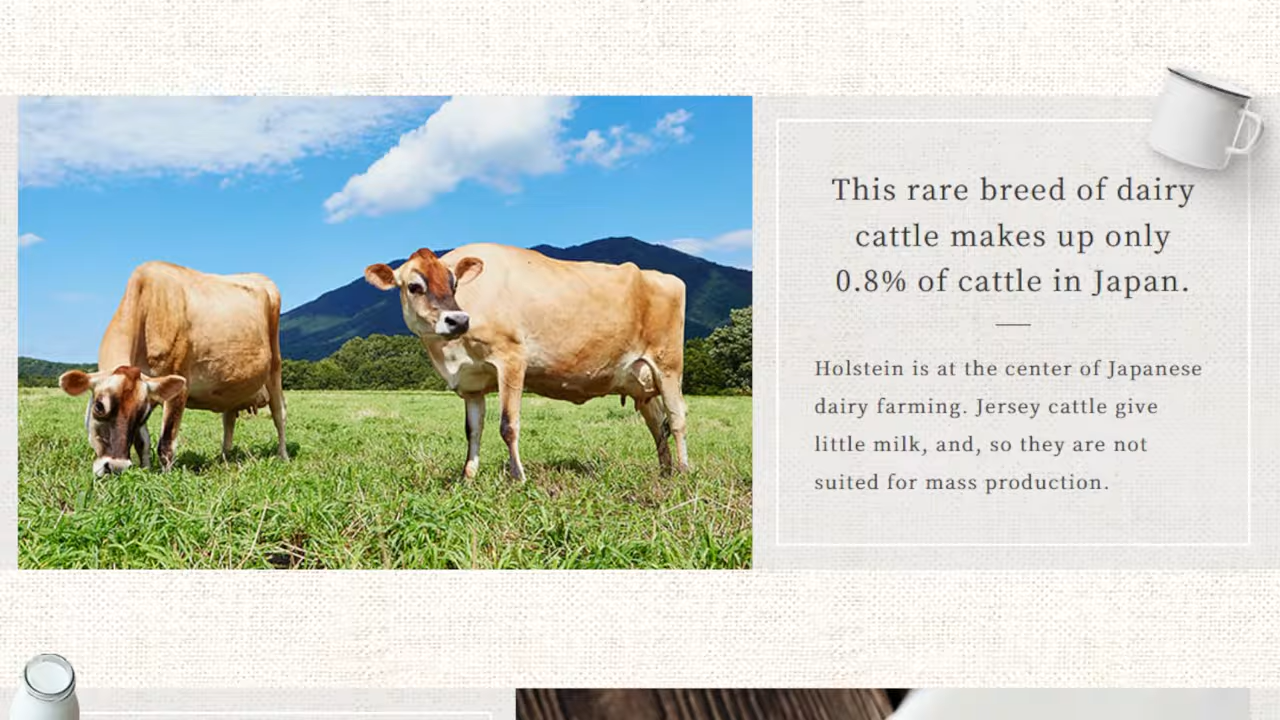 This rare breed of dairy
cattle makes up only
0.8% of cattle in Japan.
Holstein is at the center of Japanese
dairy farming. Jersey cattle give
little milk, and, so they are not
suited for mass production.